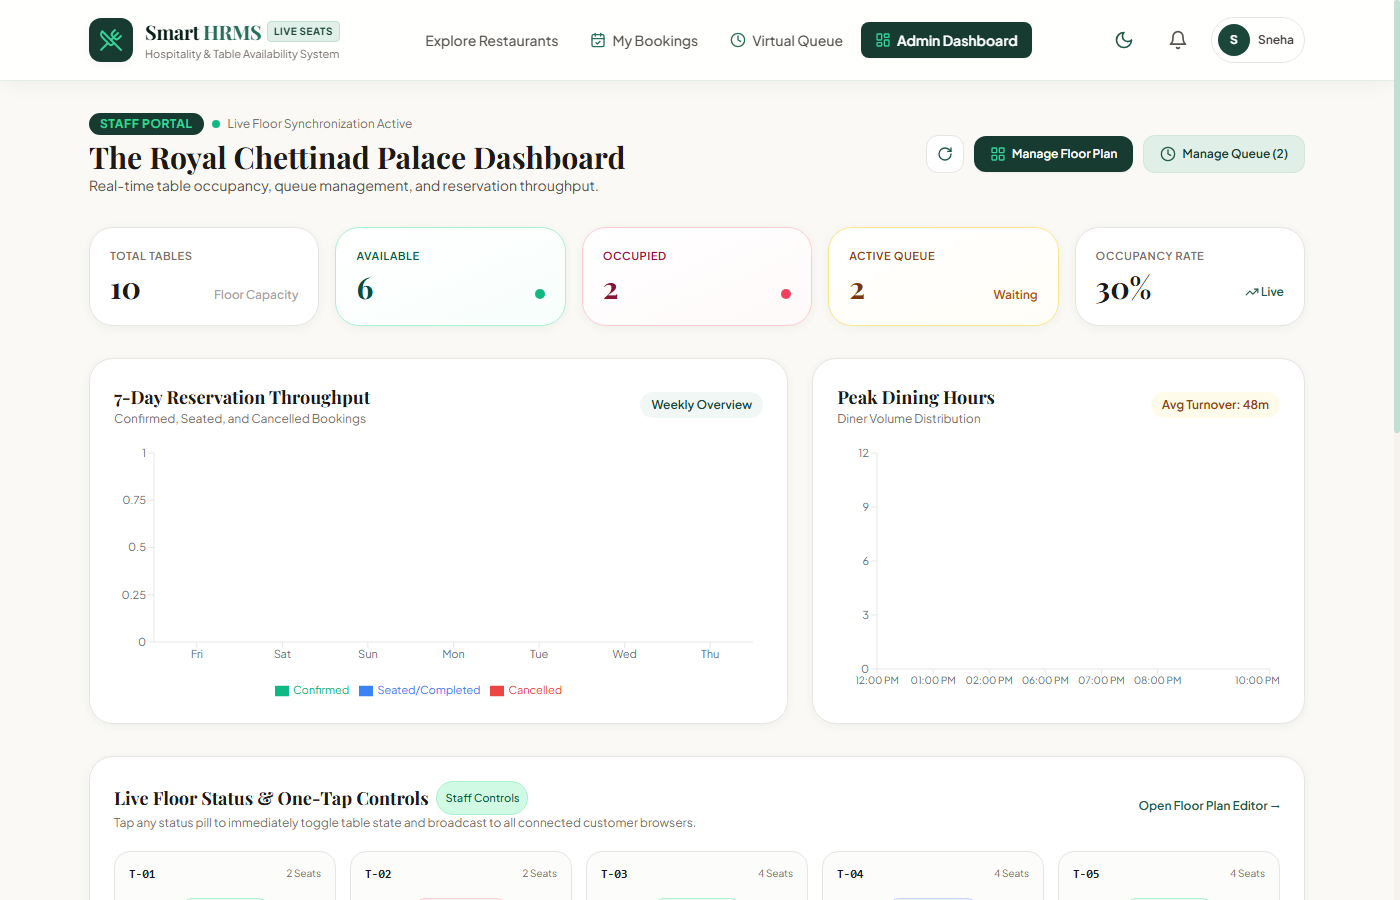 Smart HRMS LIVE SEATS
Hospitality & Table Availability System
Explore Restaurants
My Bookings
Virtual Queue
Admin Dashboard
S
Sneha
STAFF PORTAL
Live Floor Synchronization Active
The Royal Chettinad Palace Dashboard
Real-time table occupancy, queue management, and reservation throughput.
Manage Floor Plan
Manage Queue (2)
TOTAL TABLES
10
Floor Capacity
AVAILABLE
6
OCCUPIED
2
ACTIVE QUEUE
2
Waiting
OCCUPANCY RATE
30%
Live
7-Day Reservation Throughput
Confirmed, Seated, and Cancelled Bookings
Weekly Overview
1
0.75
0.5
0.25
0
Fri Sat Sun Mon Tue Wed Thu
Confirmed Seated/Completed Cancelled
Peak Dining Hours
Diner Volume Distribution
Avg Turnover: 48m
12
9
6
3
0
12:00 PM 01:00 PM 02:00 PM 06:00 PM 07:00 PM 08:00 PM 10:00 PM
Live Floor Status & One-Tap Controls
Staff Controls
Tap any status pill to immediately toggle table state and broadcast to all connected customer browsers.
Open Floor Plan Editor →
T-01 2 Seats
T-02 2 Seats
T-03 4 Seats
T-04 4 Seats
T-05 4 Seats